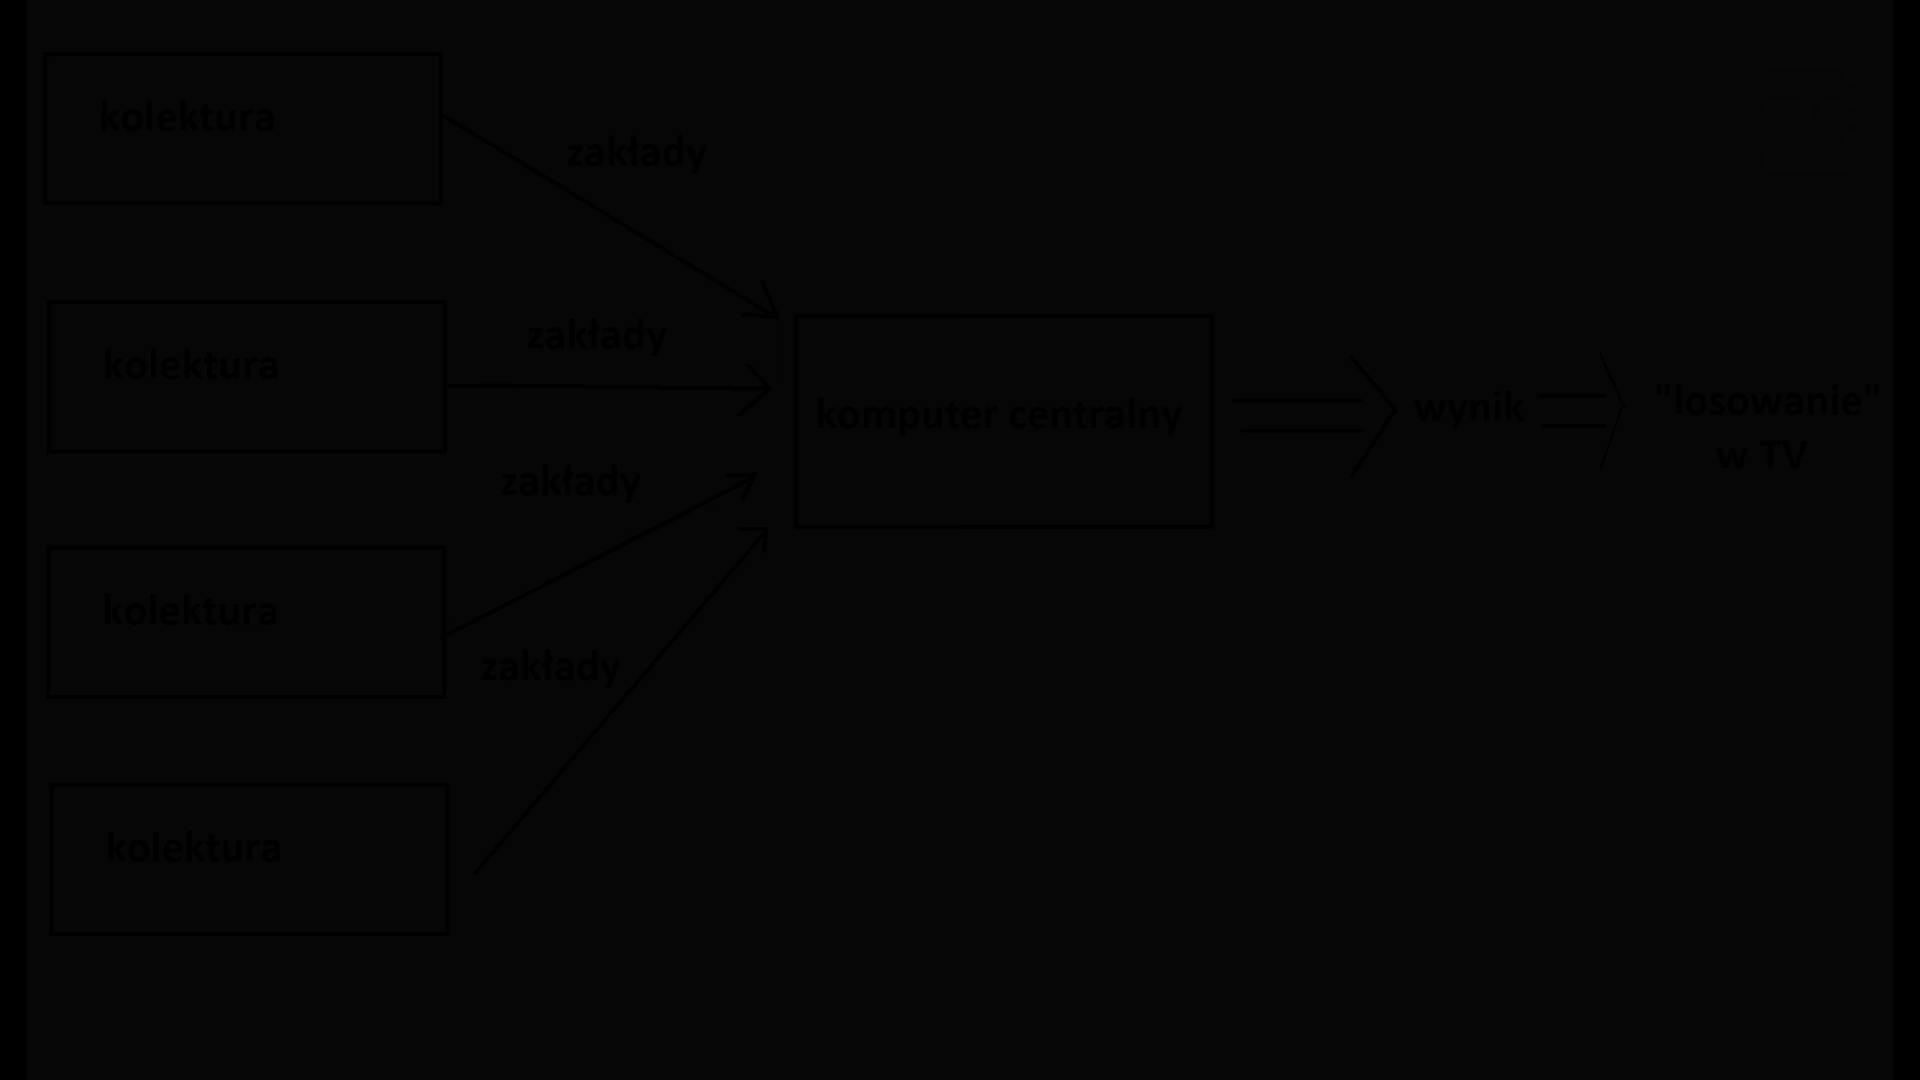 kolektura
zakłady
kolektura
zakłady
komputer centralny
wynik
"losowanie"
w TV
zakłady
kolektura
zakłady
kolektura